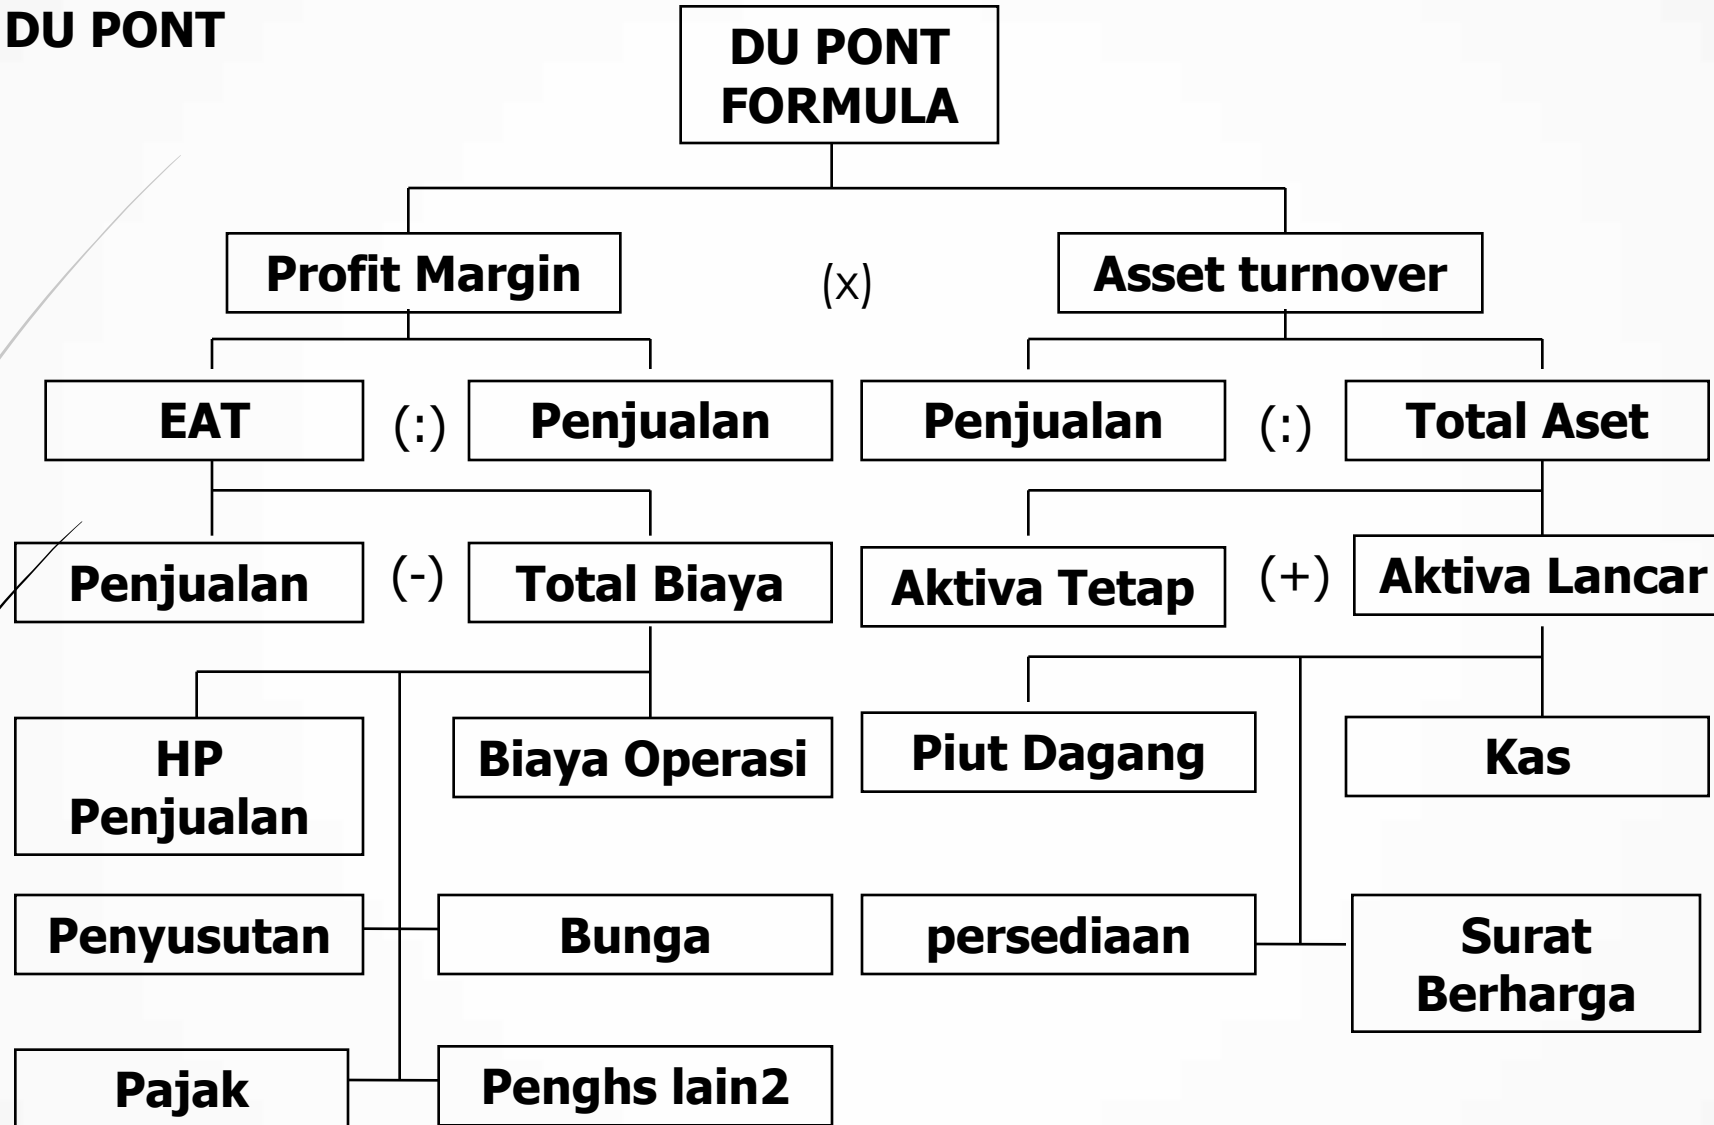 DU PONT
DU PONT
FORMULA
Profit Margin
(x)
Asset turnover
EAT
(:)
Penjualan
Penjualan
(:)
Total Aset
Penjualan
(-)
Total Biaya
Aktiva Tetap
(+)
Aktiva Lancar
HP
Penjualan
Biaya Operasi
Piut Dagang
Kas
Penyusutan
Bunga
persediaan
Surat
Berharga
Pajak
Penghs lain2